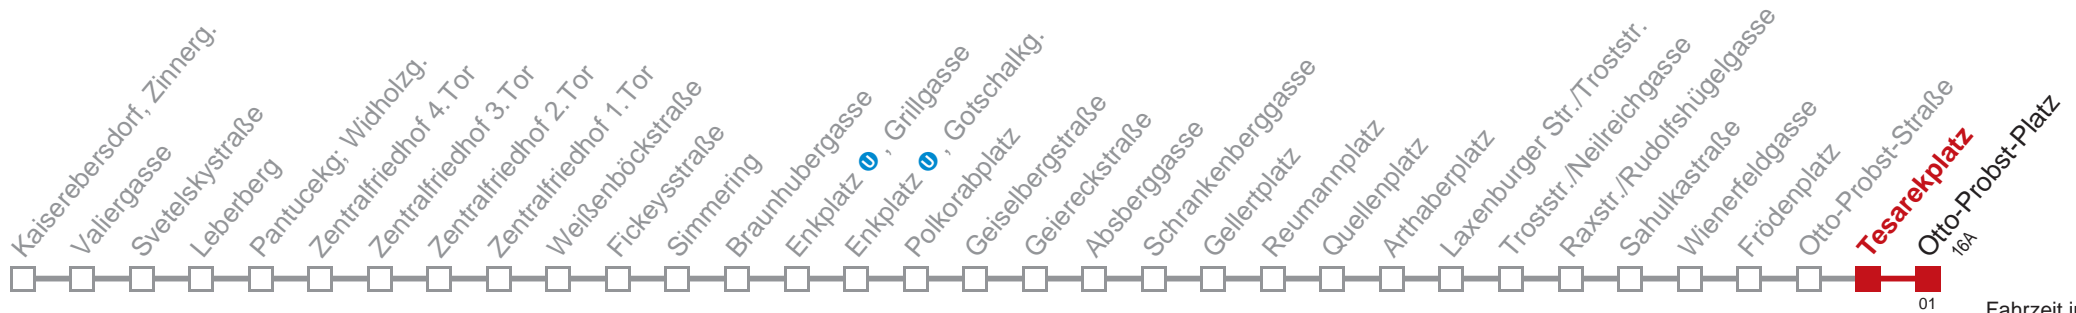 Kaiserebersdorf, Zinnerg.
Valiergasse
Svetelskystraße
Leberberg
Pantucekg; Widholzg.
Zentralfriedhof 4.Tor
Zentralfriedhof 3.Tor
Zentralfriedhof 2.Tor
Zentralfriedhof 1.Tor
Weißenböckstraße
Fickeysstraße
Simmering
Braunhubergasse
Enkplatz U , Grillgasse
Enkplatz U , Gotschalkg.
Polkorabplatz
Geiselbergstraße
Geiereckstraße
Absberggasse
Schrankenberggasse
Gellertplatz
Reumannplatz
Quellenplatz
Arthaberplatz
Laxenburger Str./Troststr.
Troststr./Neilreichgasse
Raxstr./Rudolfshügelgasse
Sahulkastraße
Wienerfeldgasse
Frödenplatz
Otto-Probst-Straße
Tesarekplatz
Otto-Probst-Platz
16A
01
Fahrzeit